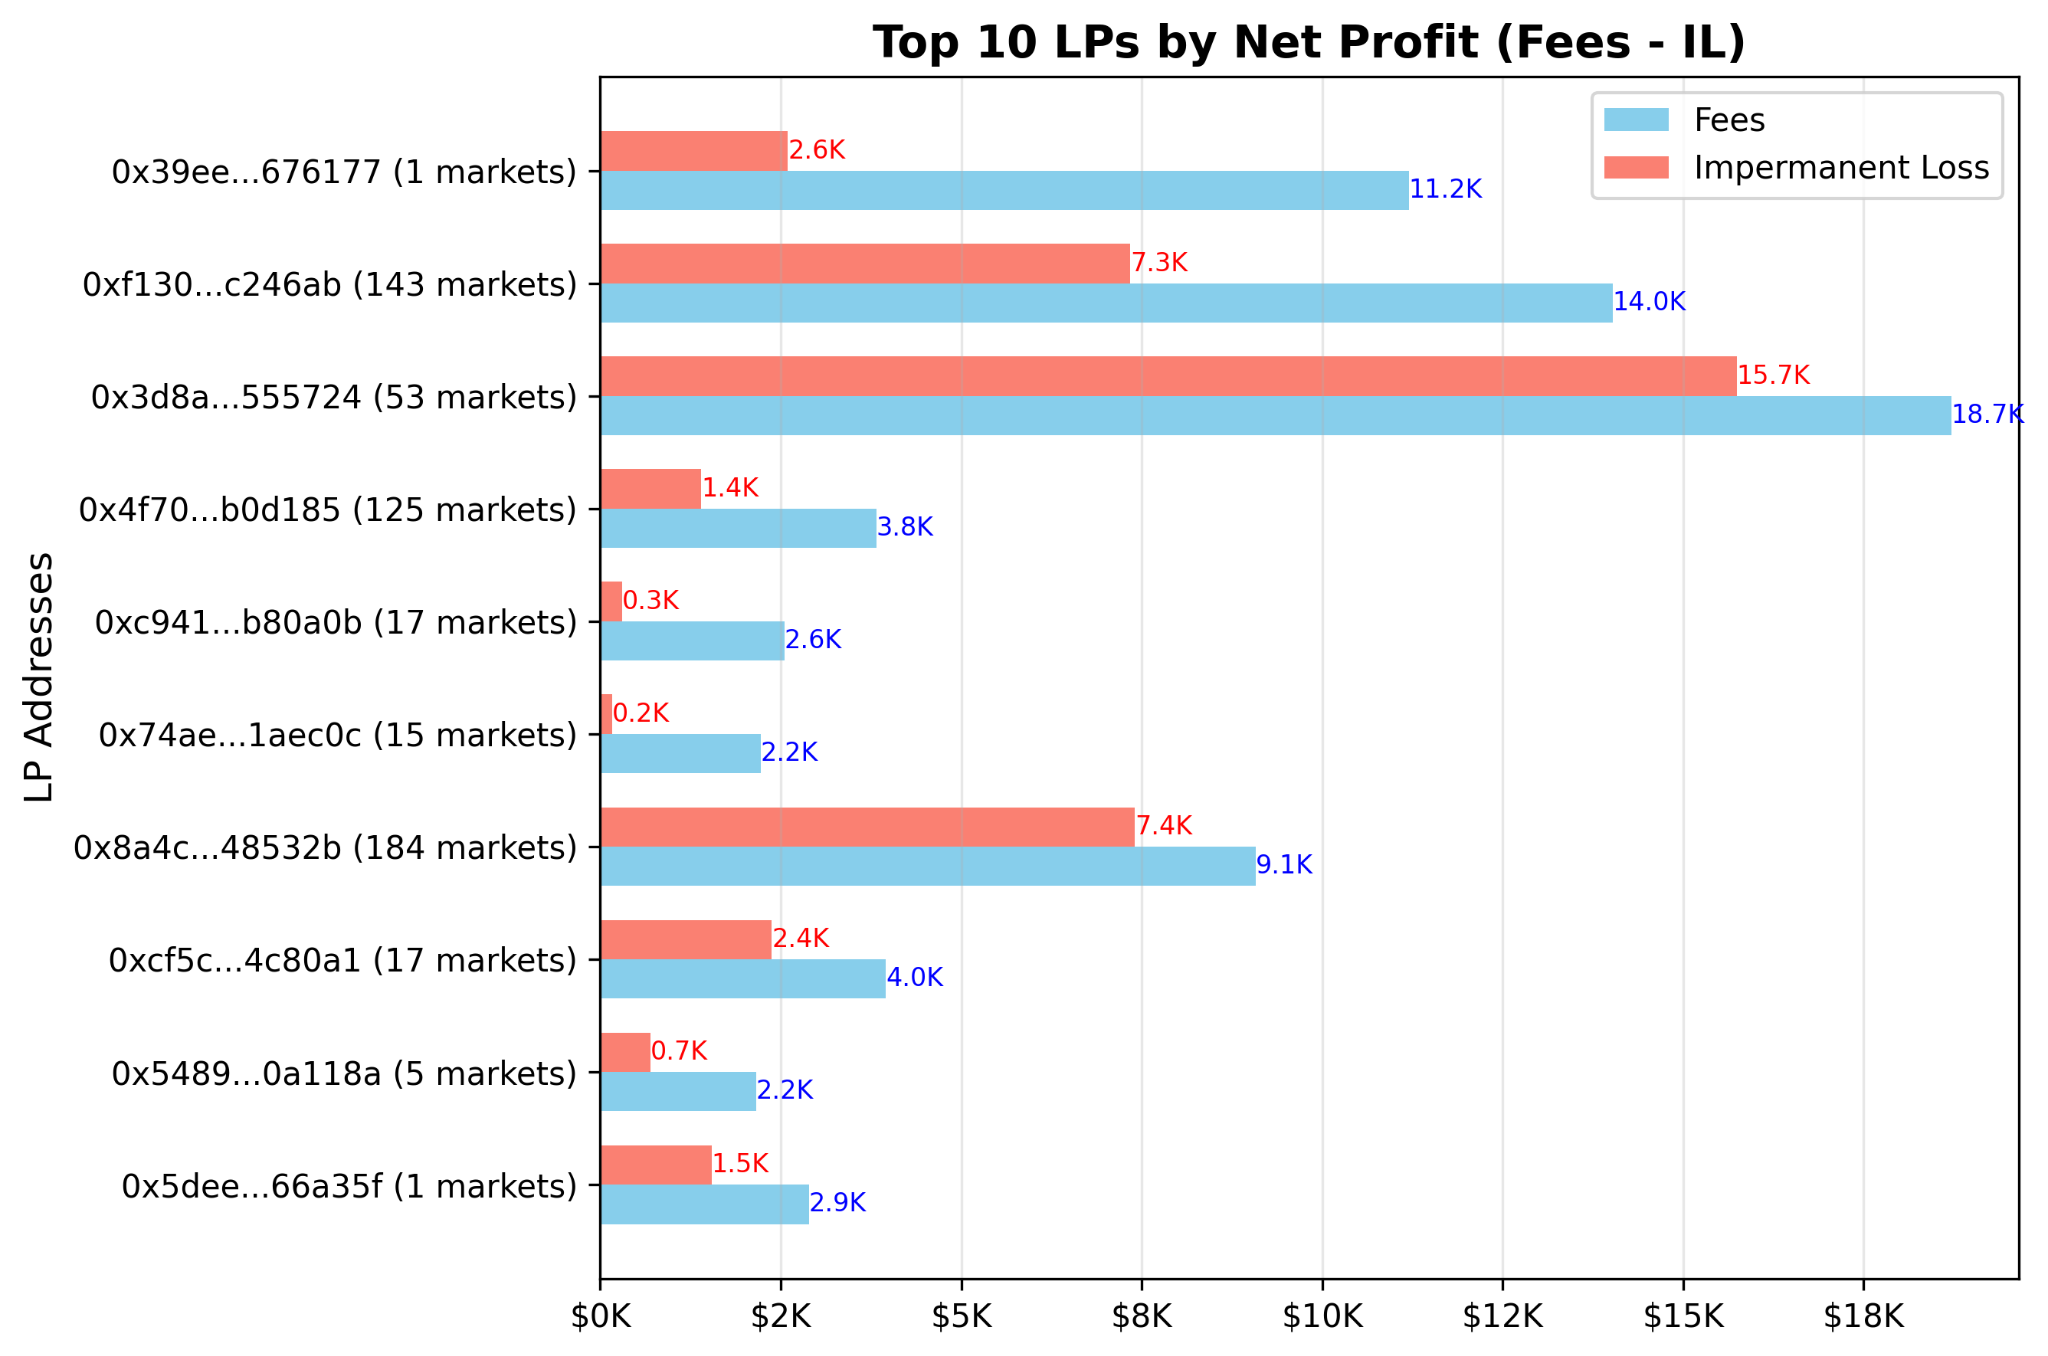 Top 10 LPs by Net Profit (Fees - IL)
Fees
Impermanent Loss
LP Addresses
0x39ee...676177 (1 markets)
2.6K
11.2K
0xf130...c246ab (143 markets)
7.3K
14.0K
0x3d8a...555724 (53 markets)
15.7K
18.7K
0x4f70...b0d185 (125 markets)
1.4K
3.8K
0xc941...b80a0b (17 markets)
0.3K
2.6K
0x74ae...1aec0c (15 markets)
0.2K
2.2K
0x8a4c...48532b (184 markets)
7.4K
9.1K
0xcf5c...4c80a1 (17 markets)
2.4K
4.0K
0x5489...0a118a (5 markets)
0.7K
2.2K
0x5dee...66a35f (1 markets)
1.5K
2.9K
$0K $2K $5K $8K $10K $12K $15K $18K